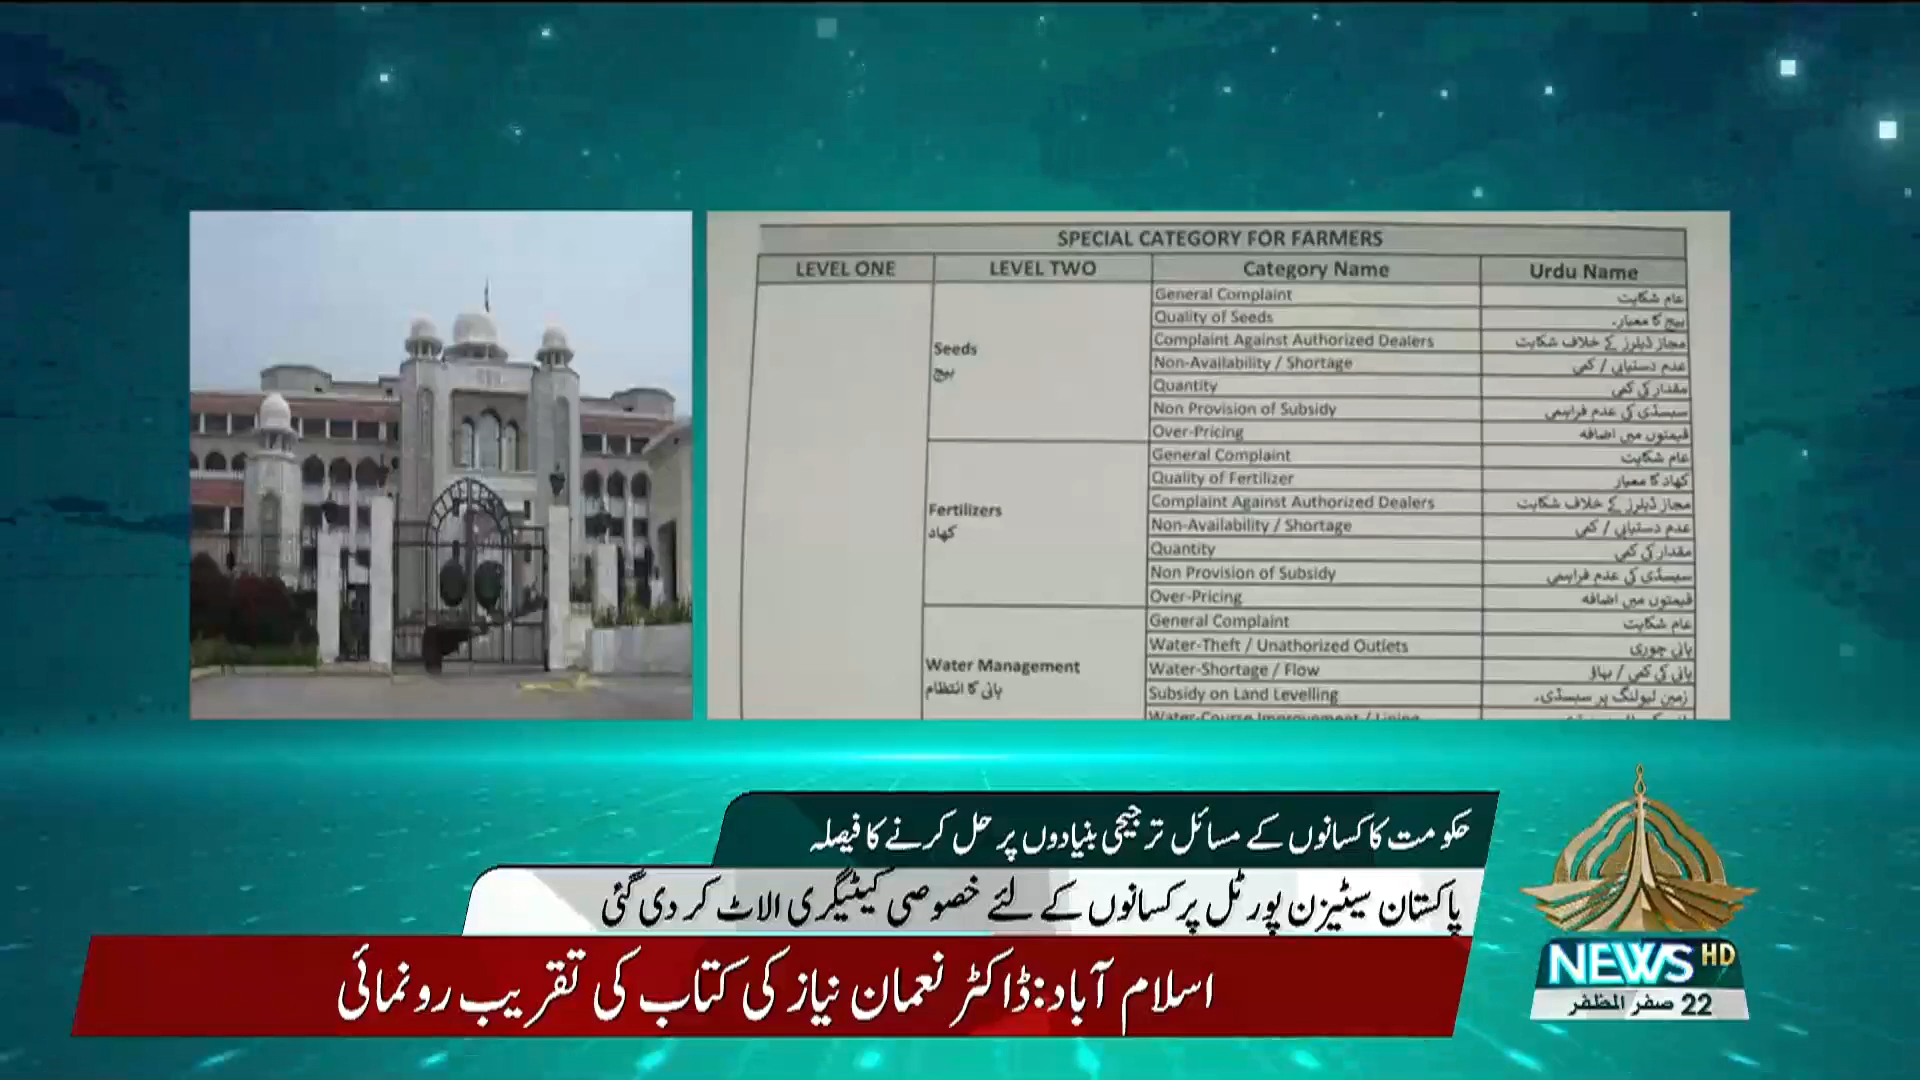 SPECIAL CATEGORY FOR FARMERS
LEVEL ONE LEVEL TWO Category Name Urdu Name
Seeds
بیج
General Complaint عام شکایت
Quality of Seeds بیج کا معیار۔
Complaint Against Authorized Dealers مجاز ڈیلرز کے خلاف شکایت
Non-Availability / Shortage عدم دستیابی / کمی
Quantity مقدار کی کمی
Non Provision of Subsidy سبسڈی کی عدم فراہمی
Over-Pricing قیمتوں میں اضافہ
Fertilizers
کھاد
General Complaint عام شکایت
Quality of Fertilizer کھاد کا معیار
Complaint Against Authorized Dealers مجاز ڈیلرز کے خلاف شکایت
Non-Availability / Shortage عدم دستیابی / کمی
Quantity مقدار کی کمی
Non Provision of Subsidy سبسڈی کی عدم فراہمی
Over-Pricing قیمتوں میں اضافہ
Water Management
پانی کا انتظام
General Complaint عام شکایت
Water-Theft / Unathorized Outlets پانی چوری
Water-Shortage / Flow پانی کی کمی / بہاؤ
Subsidy on Land Levelling زمین لیولنگ پر سبسڈی۔
Water-Course Improvement / Lining
حکومت کا کسانوں کے مسائل ترجیحی بنیادوں پر حل کرنے کا فیصلہ
پاکستان سیٹیزن پورٹل پر کسانوں کے لئے خصوصی کیٹیگری الاٹ کر دی گئی
اسلام آباد:ڈاکٹر نعمان نیاز کی کتاب کی تقریب رونمائی
NEWS HD
22 صفر المظفر